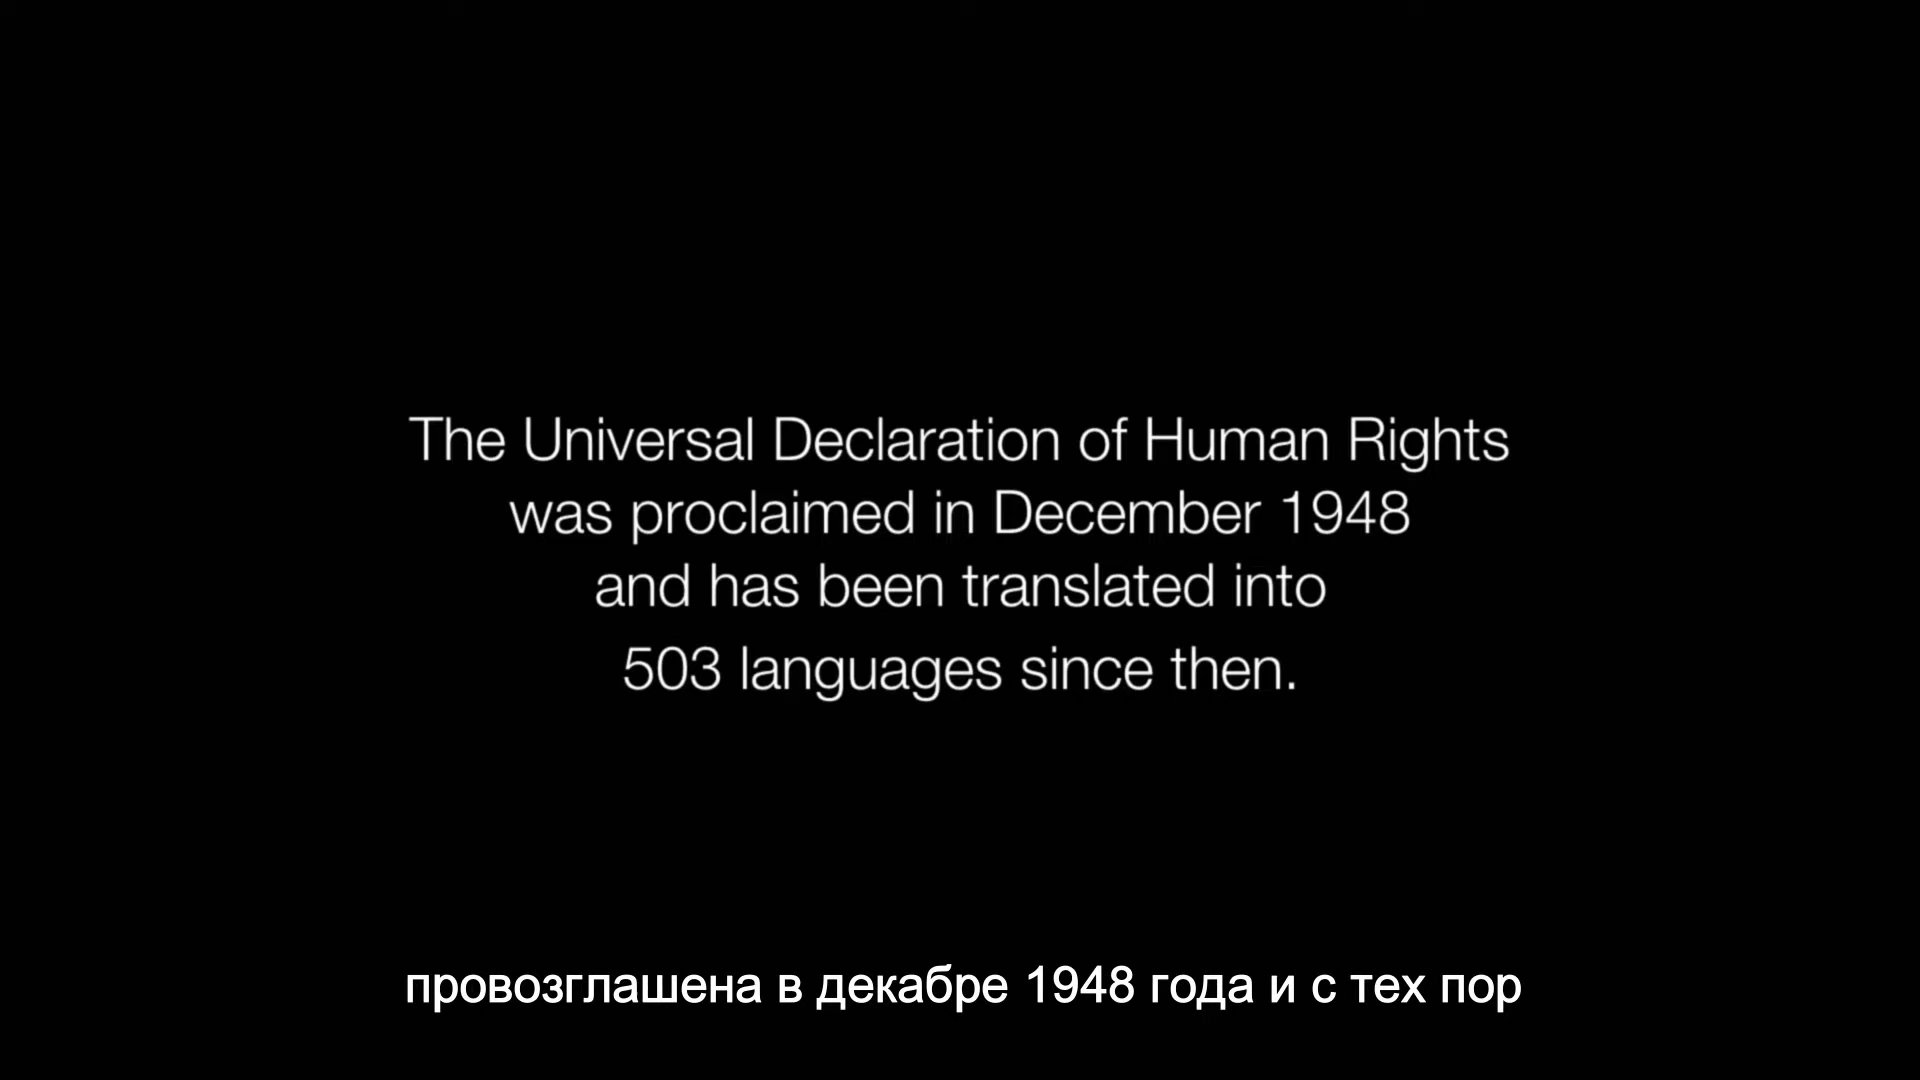 The Universal Declaration of Human Rights
was proclaimed in December 1948
and has been translated into
503 languages since then.
провозглашена в декабре 1948 года и с тех пор